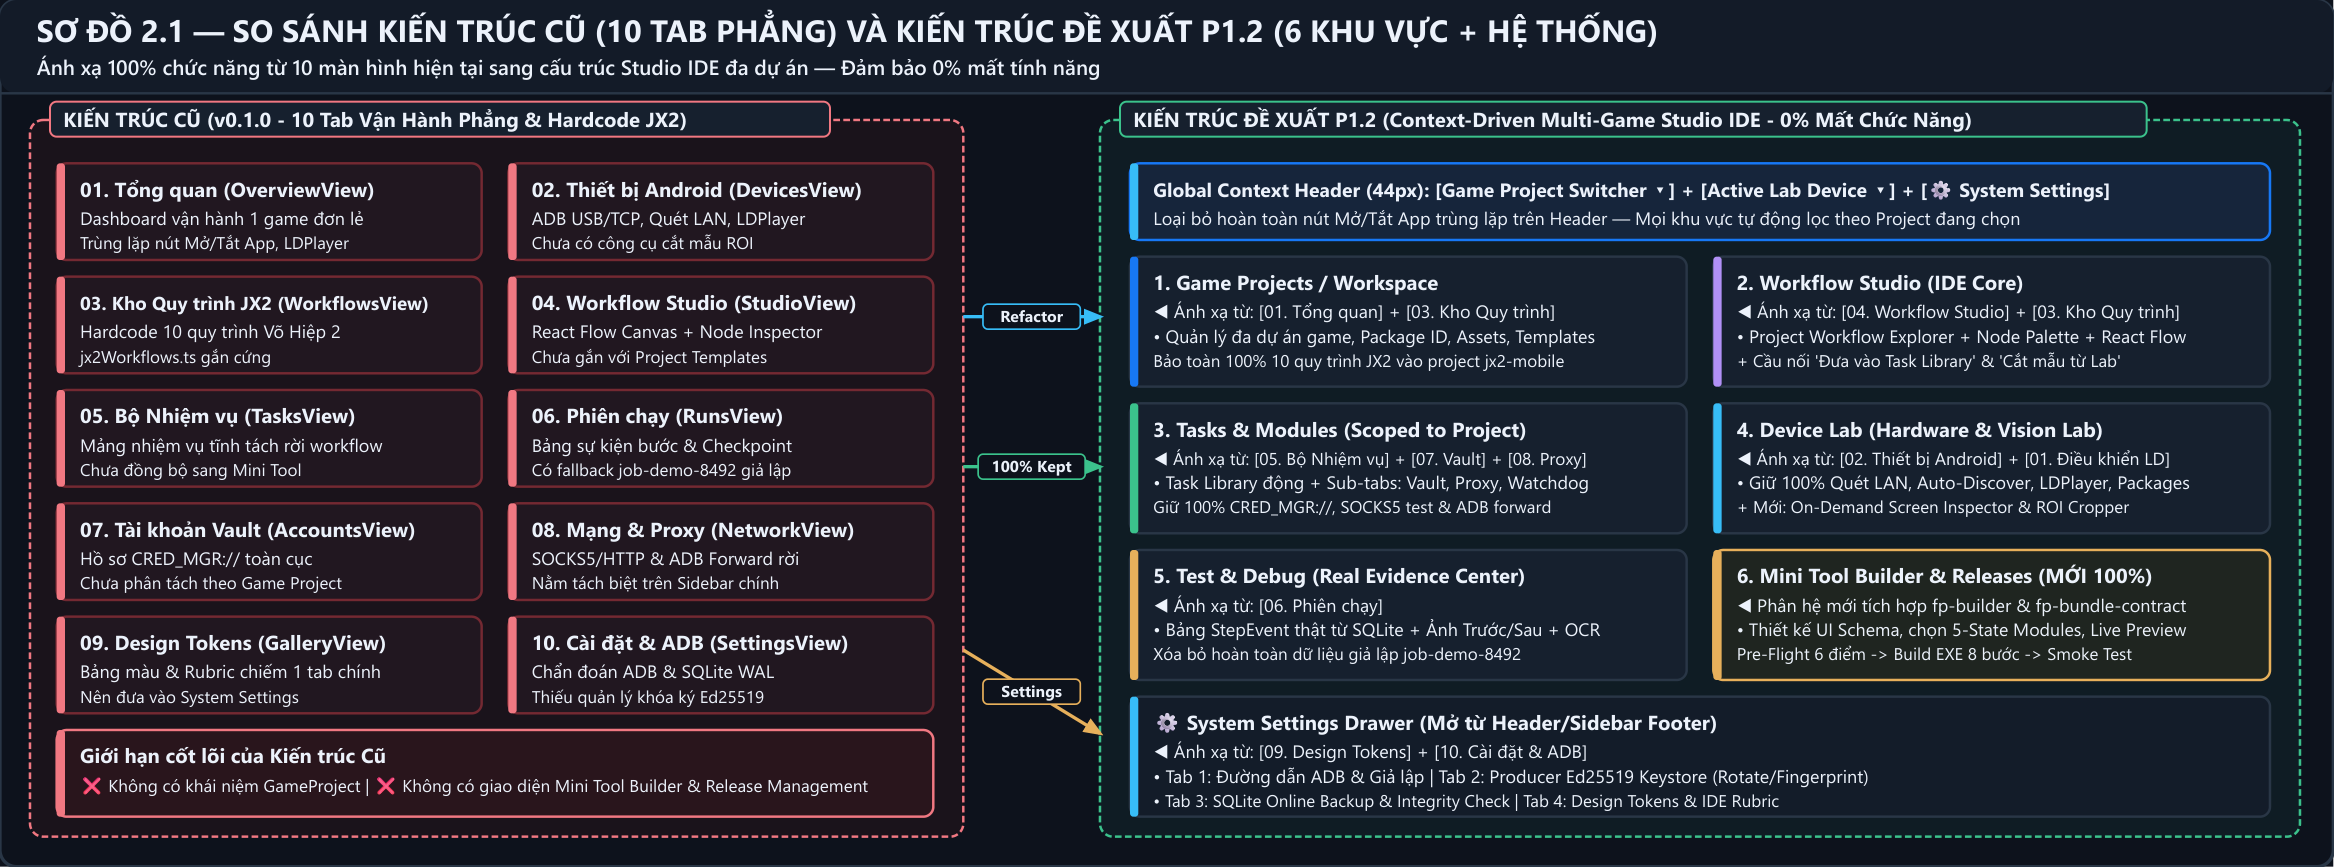 SƠ ĐỒ 2.1 — SO SÁNH KIẾN TRÚC CŨ (10 TAB PHẲNG) VÀ KIẾN TRÚC ĐỀ XUẤT P1.2 (6 KHU VỰC + HỆ THỐNG)
Ánh xạ 100% chức năng từ 10 màn hình hiện tại sang cấu trúc Studio IDE đa dự án — Đảm bảo 0% mất tính năng
KIẾN TRÚC CŨ (v0.1.0 - 10 Tab Vận Hành Phẳng & Hardcode JX2)
01. Tổng quan (OverviewView)
Dashboard vận hành 1 game đơn lẻ
Trùng lặp nút Mở/Tắt App, LDPlayer
02. Thiết bị Android (DevicesView)
ADB USB/TCP, Quét LAN, LDPlayer
Chưa có công cụ cắt mẫu ROI
03. Kho Quy trình JX2 (WorkflowsView)
Hardcode 10 quy trình Võ Hiệp 2
jx2Workflows.ts gắn cứng
04. Workflow Studio (StudioView)
React Flow Canvas + Node Inspector
Chưa gắn với Project Templates
05. Bộ Nhiệm vụ (TasksView)
Mảng nhiệm vụ tĩnh tách rời workflow
Chưa đồng bộ sang Mini Tool
06. Phiên chạy (RunsView)
Bảng sự kiện bước & Checkpoint
Có fallback job-demo-8492 giả lập
07. Tài khoản Vault (AccountsView)
Hồ sơ CRED_MGR:// toàn cục
Chưa phân tách theo Game Project
08. Mạng & Proxy (NetworkView)
SOCKS5/HTTP & ADB Forward rời
Nằm tách biệt trên Sidebar chính
09. Design Tokens (GalleryView)
Bảng màu & Rubric chiếm 1 tab chính
Nên đưa vào System Settings
10. Cài đặt & ADB (SettingsView)
Chẩn đoán ADB & SQLite WAL
Thiếu quản lý khóa ký Ed25519
Giới hạn cốt lõi của Kiến trúc Cũ
❌ Không có khái niệm GameProject | ❌ Không có giao diện Mini Tool Builder & Release Management
Refactor
100% Kept
Settings
KIẾN TRÚC ĐỀ XUẤT P1.2 (Context-Driven Multi-Game Studio IDE - 0% Mất Chức Năng)
Global Context Header (44px): [Game Project Switcher ▾] + [Active Lab Device ▾] + [⚙️ System Settings]
Loại bỏ hoàn toàn nút Mở/Tắt App trùng lặp trên Header — Mọi khu vực tự động lọc theo Project đang chọn
1. Game Projects / Workspace
◀ Ánh xạ từ: [01. Tổng quan] + [03. Kho Quy trình]
• Quản lý đa dự án game, Package ID, Assets, Templates
Bảo toàn 100% 10 quy trình JX2 vào project jx2-mobile
2. Workflow Studio (IDE Core)
◀ Ánh xạ từ: [04. Workflow Studio] + [03. Kho Quy trình]
• Project Workflow Explorer + Node Palette + React Flow
+ Cầu nối 'Đưa vào Task Library' & 'Cắt mẫu từ Lab'
3. Tasks & Modules (Scoped to Project)
◀ Ánh xạ từ: [05. Bộ Nhiệm vụ] + [07. Vault] + [08. Proxy]
• Task Library động + Sub-tabs: Vault, Proxy, Watchdog
Giữ 100% CRED_MGR://, SOCKS5 test & ADB forward
4. Device Lab (Hardware & Vision Lab)
◀ Ánh xạ từ: [02. Thiết bị Android] + [01. Điều khiển LD]
• Giữ 100% Quét LAN, Auto-Discover, LDPlayer, Packages
+ Mới: On-Demand Screen Inspector & ROI Cropper
5. Test & Debug (Real Evidence Center)
◀ Ánh xạ từ: [06. Phiên chạy]
• Bảng StepEvent thật từ SQLite + Ảnh Trước/Sau + OCR
Xóa bỏ hoàn toàn dữ liệu giả lập job-demo-8492
6. Mini Tool Builder & Releases (MỚI 100%)
◀ Phân hệ mới tích hợp fp-builder & fp-bundle-contract
• Thiết kế UI Schema, chọn 5-State Modules, Live Preview
Pre-Flight 6 điểm -> Build EXE 8 bước -> Smoke Test
⚙️ System Settings Drawer (Mở từ Header/Sidebar Footer)
◀ Ánh xạ từ: [09. Design Tokens] + [10. Cài đặt & ADB]
• Tab 1: Đường dẫn ADB & Giả lập | Tab 2: Producer Ed25519 Keystore (Rotate/Fingerprint)
• Tab 3: SQLite Online Backup & Integrity Check | Tab 4: Design Tokens & IDE Rubric